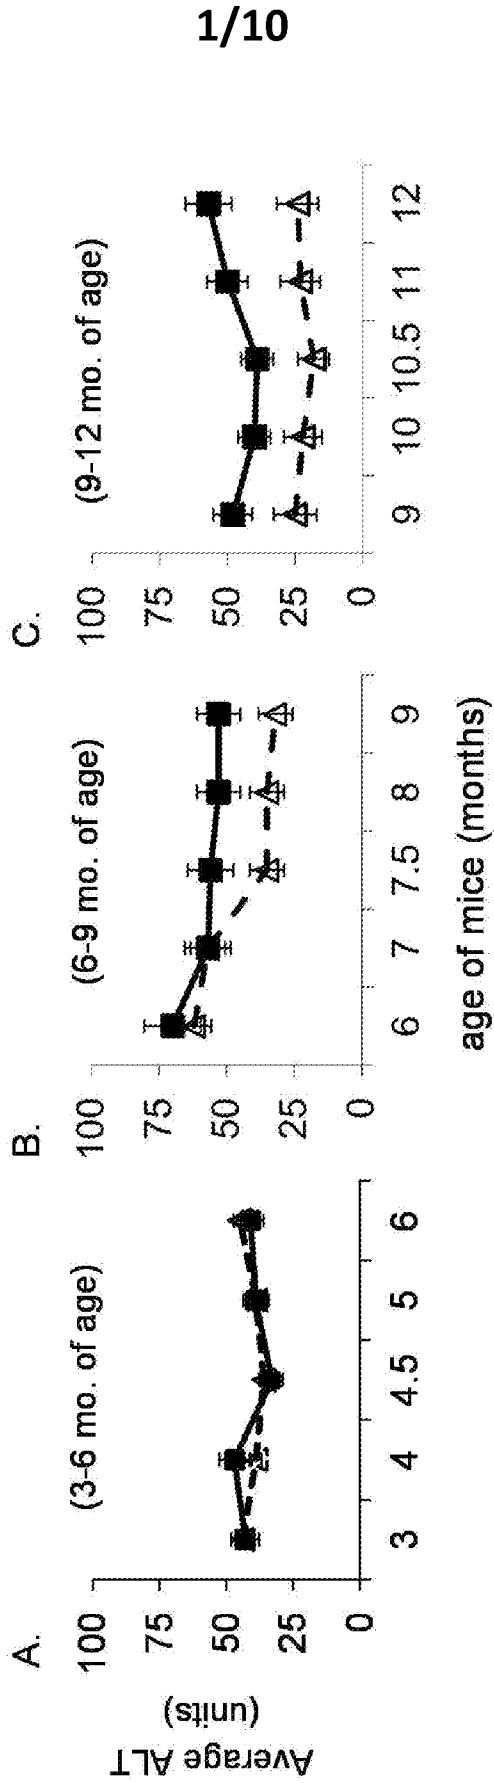 1/10
A.
(3-6 mo. of age)
Average ALT
(units)
100
75
50
25
0
3 4 4.5 5 6
B.
(6-9 mo. of age)
100
75
50
25
0
6 7 7.5 8 9
age of mice (months)
C.
(9-12 mo. of age)
100
75
50
25
0
9 10 10.5 11 12